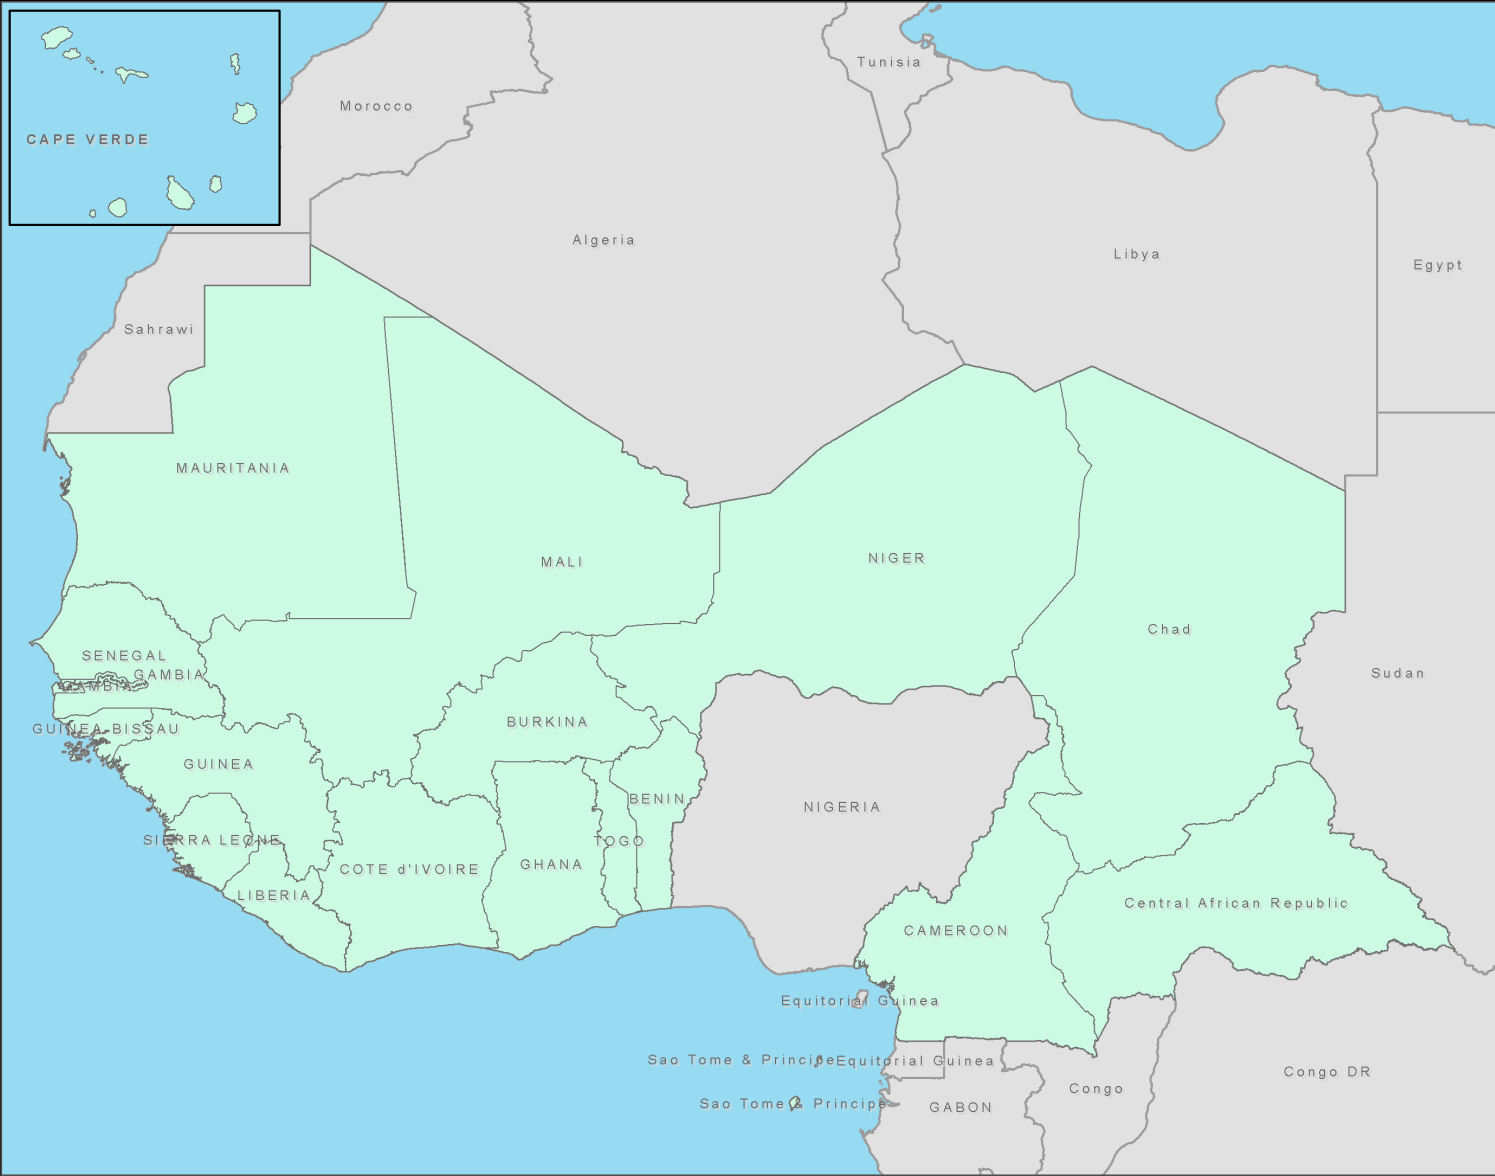 Tunisia
Morocco
CAPE VERDE
Algeria
Libya
Egypt
Sahrawi
MAURITANIA
MALI
NIGER
Chad
SENEGAL
GAMBIA
GAMBIA
Sudan
BURKINA
GUINEA-BISSAU
GUINEA
BENIN
NIGERIA
SIERRA LEONE
TOGO
GHANA
COTE d'IVOIRE
LIBERIA
Central African Republic
CAMEROON
Equitorial Guinea
Sao Tome & Principe
Equitorial Guinea
Congo DR
Congo
Sao Tome & Principe
GABON